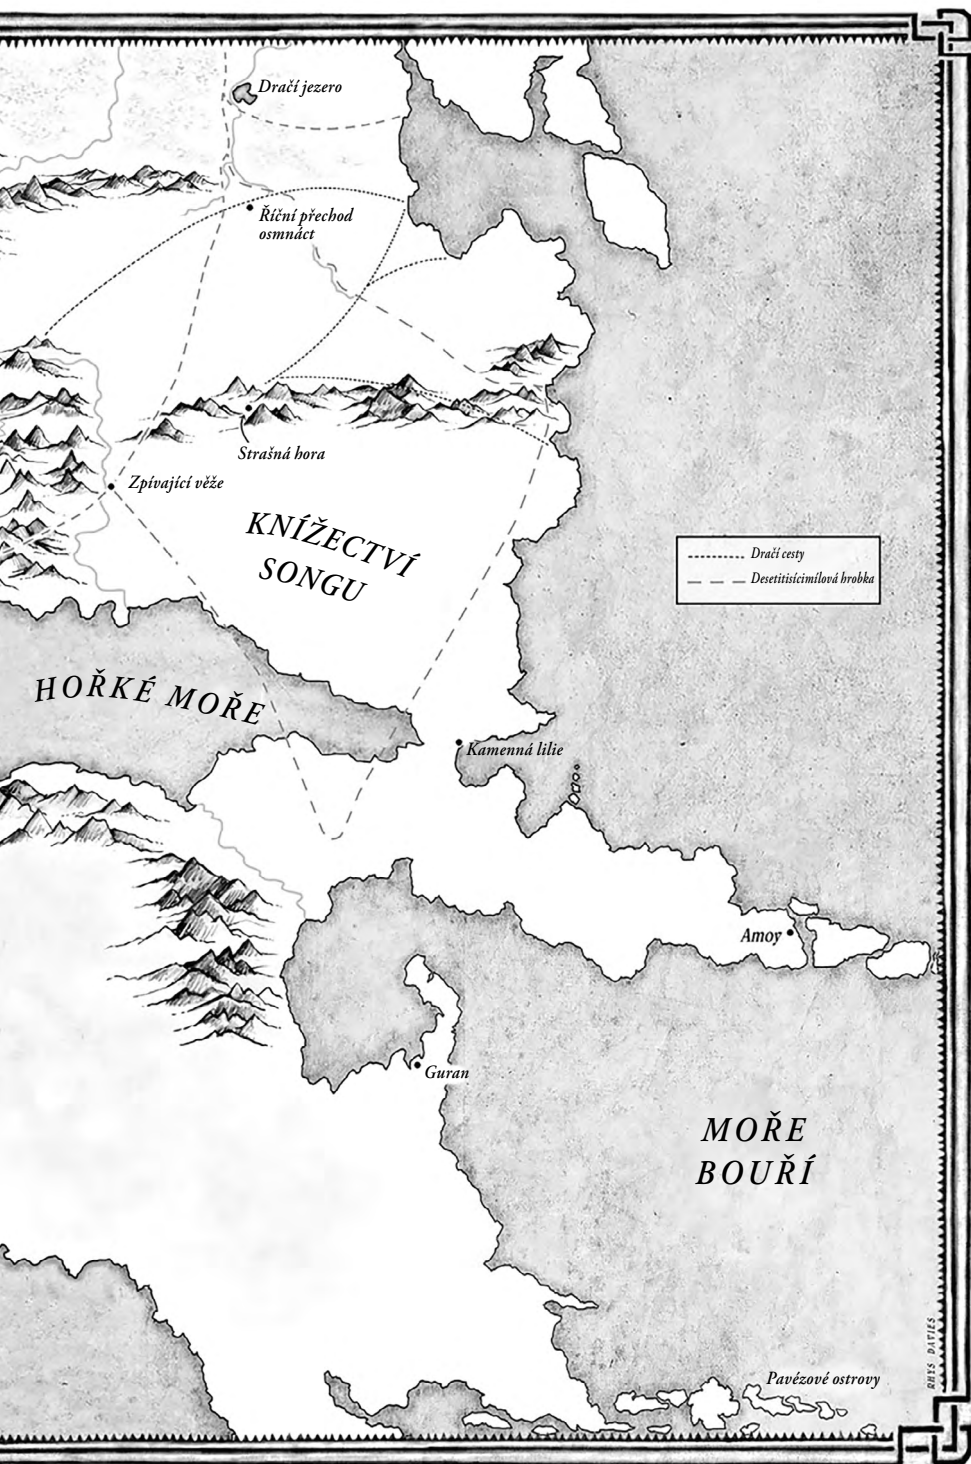 Dračí jezero
Říční přechod
osmnáct
Strašná hora
Zpívající věže
KNÍŽECTVÍ
SONGU
Dračí cesty
Desetitisícimílová hrobka
HOŘKÉ MOŘE
Kamenná lilie
Amoy
Guran
MOŘE
BOUŘÍ
Pavézové ostrovy
RHYS DAVIES